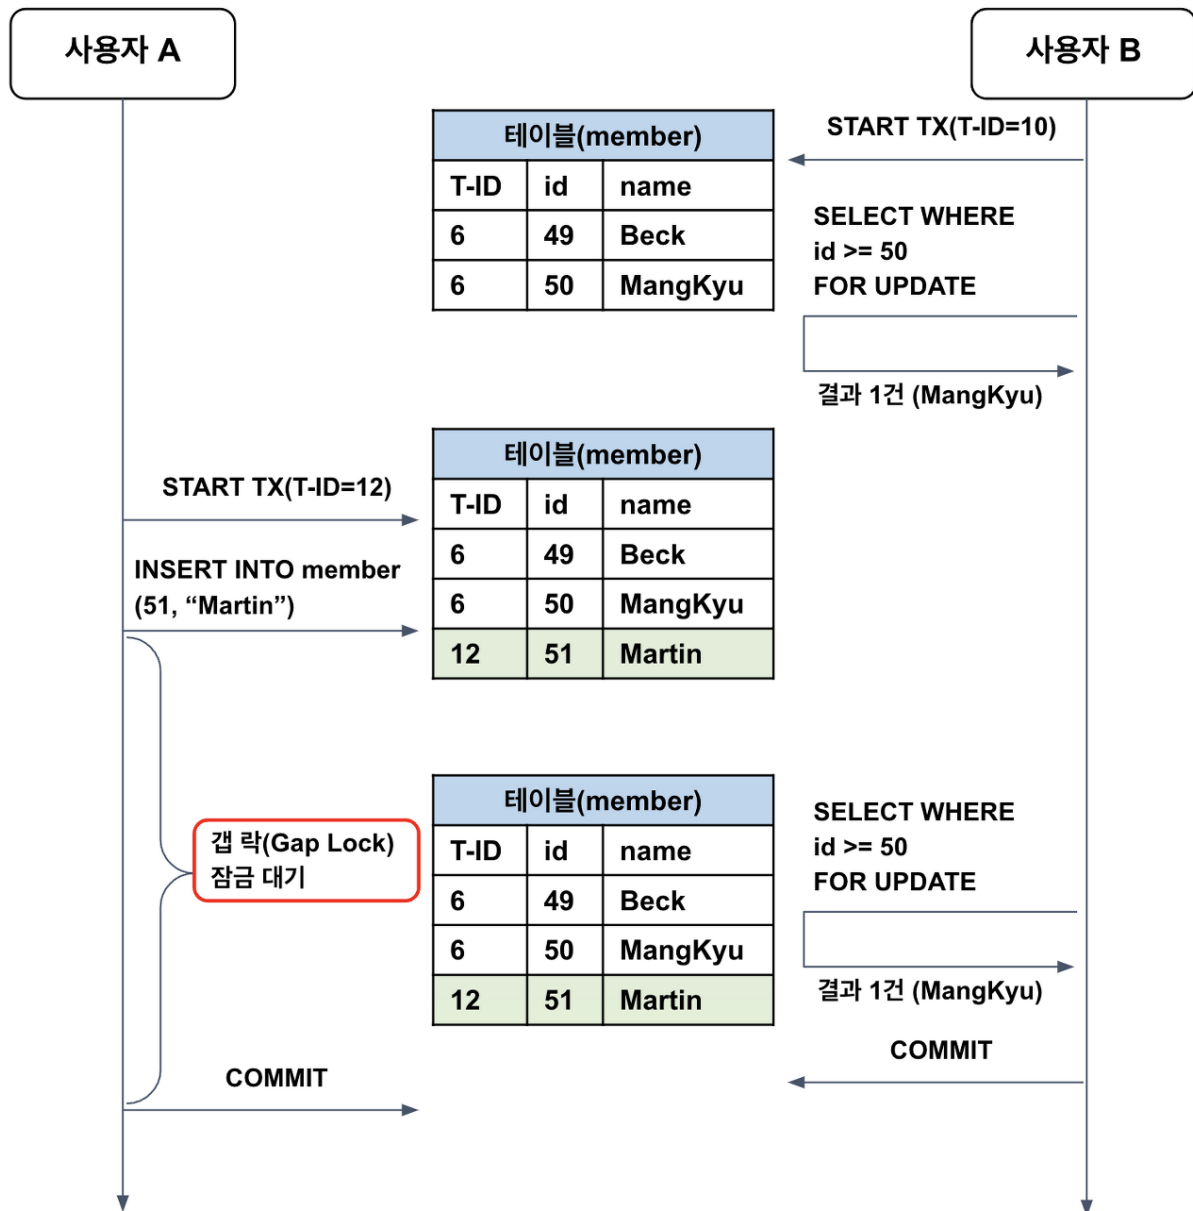 사용자 A
사용자 B
테이블(member)
T-ID id name
6 49 Beck
6 50 MangKyu
START TX(T-ID=10)
SELECT WHERE
id >= 50
FOR UPDATE
결과 1건 (MangKyu)
START TX(T-ID=12)
INSERT INTO member
(51, “Martin”)
테이블(member)
T-ID id name
6 49 Beck
6 50 MangKyu
12 51 Martin
갭 락(Gap Lock)
잠금 대기
테이블(member)
T-ID id name
6 49 Beck
6 50 MangKyu
12 51 Martin
SELECT WHERE
id >= 50
FOR UPDATE
결과 1건 (MangKyu)
COMMIT
COMMIT